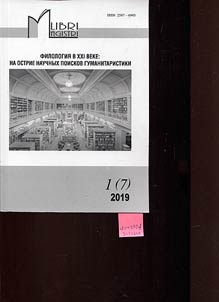 ISSN 2587-6945
LIBRI
MAGISTRI
ФИЛОЛОГИЯ В XXI ВЕКЕ:
НА ОСТРИЕ НАУЧНЫХ ПОИСКОВ ГУМАНИТАРИСТИКИ
1 (7)
2019